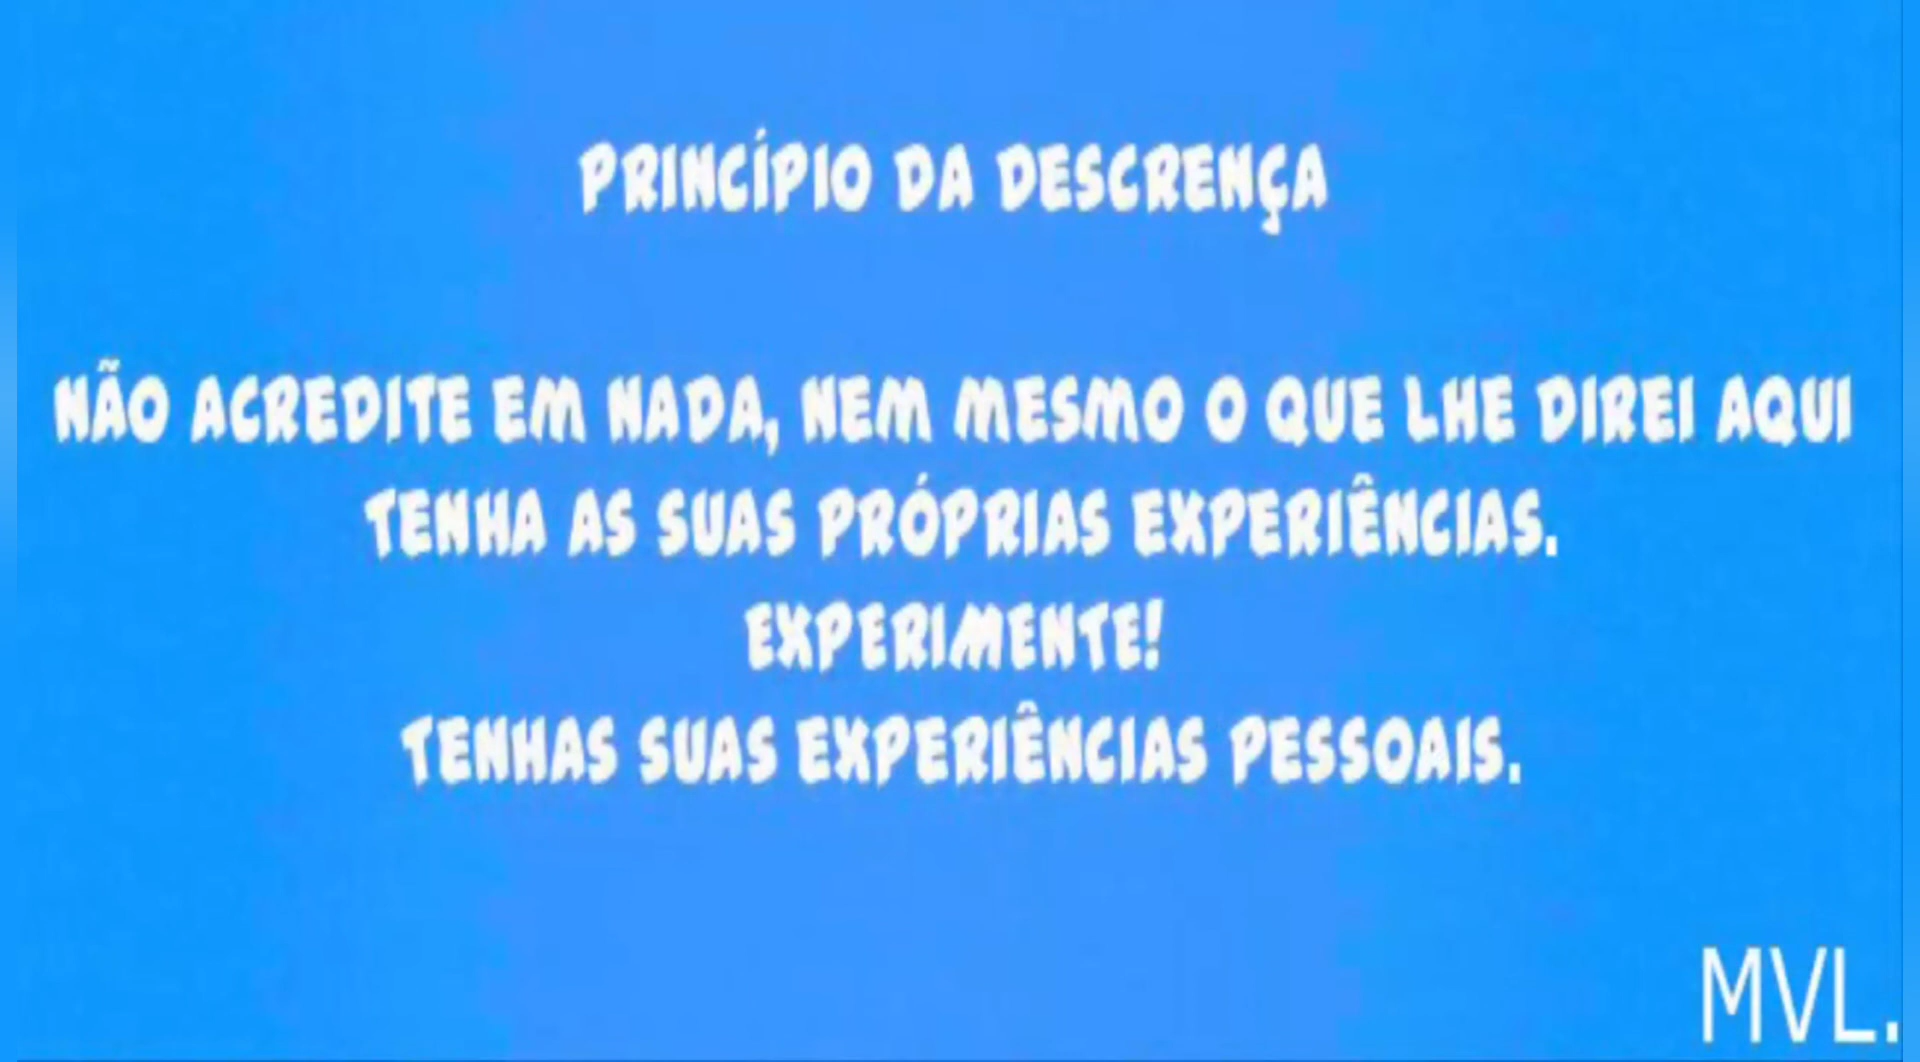 PRINCÍPIO DA DESCRENÇA
NÃO ACREDITE EM NADA, NEM MESMO O QUE LHE DIREI AQUI
TENHA AS SUAS PRÓPRIAS EXPERIÊNCIAS.
EXPERIMENTE!
TENHAS SUAS EXPERIÊNCIAS PESSOAIS.
MVL.